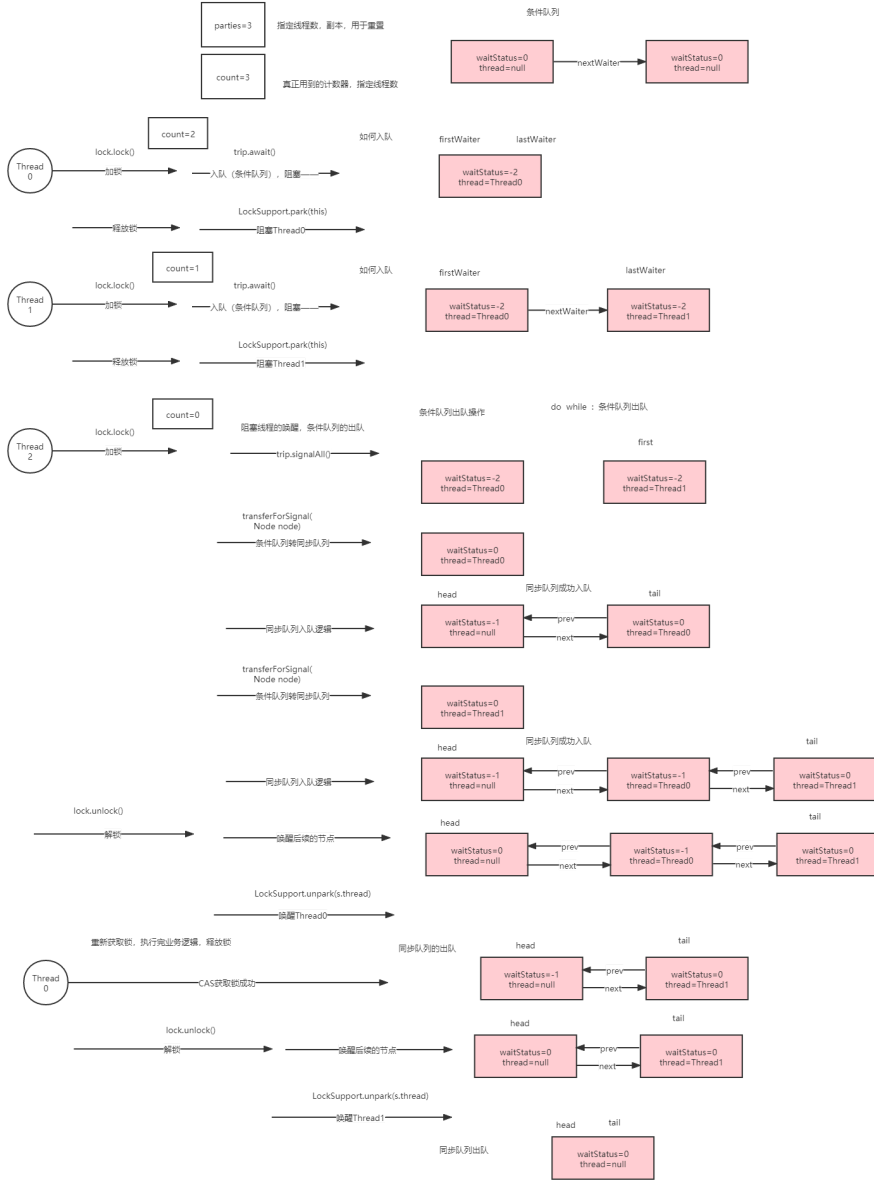 parties=3
指定线程数，副本，用于重置
条件队列
waitStatus=0
thread=null
nextWaiter
waitStatus=0
thread=null
count=3
真正用到的计数器，指定线程数
count=2
Thread
0
lock.lock()
加锁
trip.await()
入队（条件队列），阻塞——
如何入队
firstWaiter
lastWaiter
waitStatus=-2
thread=Thread0
释放锁
LockSupport.park(this)
阻塞Thread0
count=1
Thread
1
lock.lock()
加锁
trip.await()
入队（条件队列），阻塞——
如何入队
firstWaiter
lastWaiter
waitStatus=-2
thread=Thread0
nextWaiter
waitStatus=-2
thread=Thread1
释放锁
LockSupport.park(this)
阻塞Thread1
count=0
Thread
2
lock.lock()
加锁
阻塞线程的唤醒，条件队列的出队
trip.signalAll()
条件队列出队操作
do while：条件队列出队
first
waitStatus=-2
thread=Thread0
waitStatus=-2
thread=Thread1
transferForSignal(
Node node)
条件队列转同步队列
waitStatus=0
thread=Thread0
同步队列成功入队
head
tail
同步队列入队逻辑
waitStatus=-1
thread=null
prev
next
waitStatus=0
thread=Thread0
transferForSignal(
Node node)
条件队列转同步队列
waitStatus=0
thread=Thread1
同步队列成功入队
head
tail
同步队列入队逻辑
waitStatus=-1
thread=null
prev
next
waitStatus=-1
thread=Thread0
prev
next
waitStatus=0
thread=Thread1
lock.unlock()
解锁
唤醒后续的节点
head
tail
waitStatus=0
thread=null
prev
next
waitStatus=-1
thread=Thread0
prev
next
waitStatus=0
thread=Thread1
LockSupport.unpark(s.thread)
唤醒Thread0
重新获取锁，执行完业务逻辑，释放锁
Thread
0
CAS获取锁成功
同步队列的出队
head
tail
waitStatus=-1
thread=null
prev
next
waitStatus=0
thread=Thread1
lock.unlock()
解锁
唤醒后续的节点
head
tail
waitStatus=0
thread=null
prev
next
waitStatus=0
thread=Thread1
LockSupport.unpark(s.thread)
唤醒Thread1
同步队列出队
head
tail
waitStatus=0
thread=null